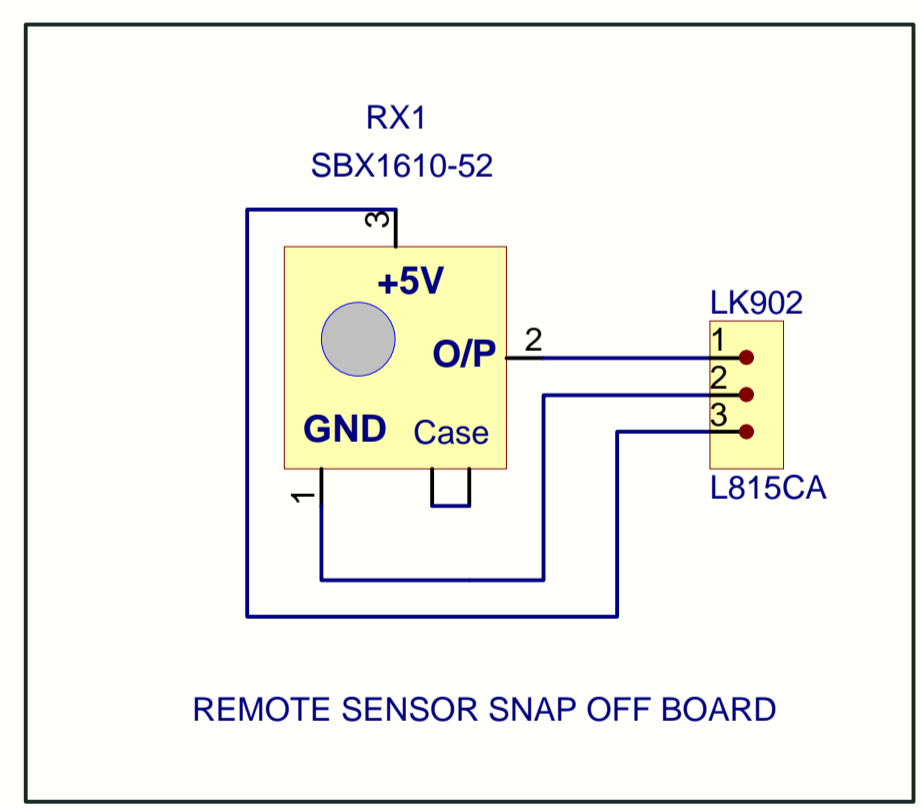 RX1
SBX1610-52
3
+5V
O/P
2
GND
Case
1
LK902
1
2
3
L815CA
REMOTE SENSOR SNAP OFF BOARD